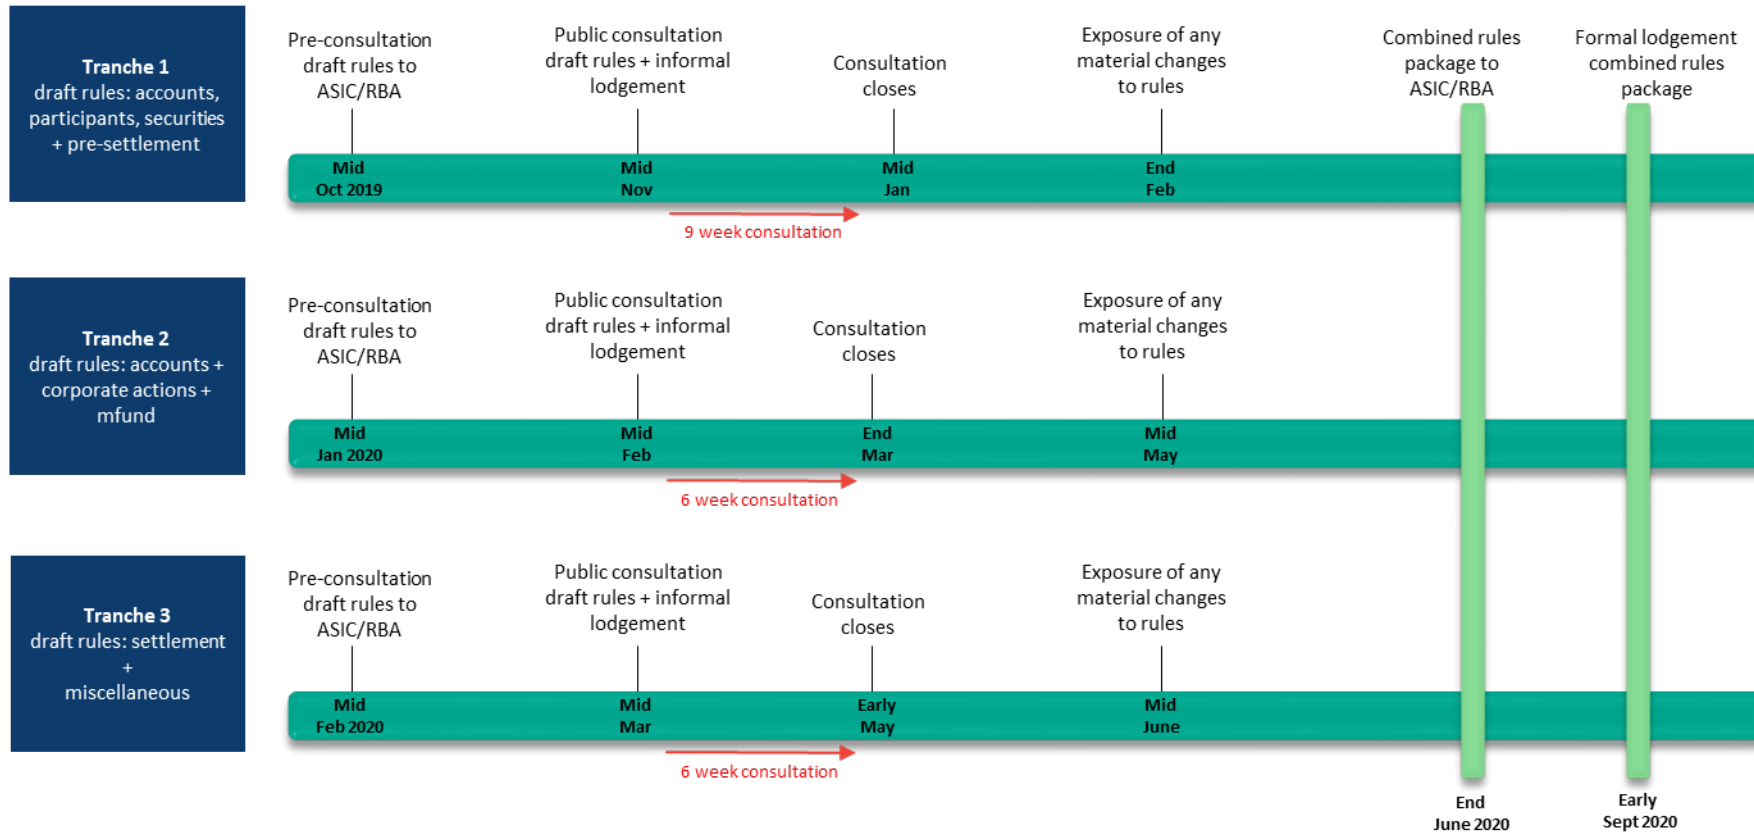 Tranche 1
draft rules: accounts,
participants, securities
+ pre-settlement
Pre-consultation
draft rules to
ASIC/RBA
Public consultation
draft rules + informal
lodgement
Consultation
closes
Exposure of any
material changes
to rules
Combined rules
package to
ASIC/RBA
Formal lodgement
combined rules
package
Mid
Oct 2019
Mid
Nov
Mid
Jan
End
Feb
9 week consultation
Tranche 2
draft rules: accounts +
corporate actions +
mfund
Pre-consultation
draft rules to
ASIC/RBA
Public consultation
draft rules + informal
lodgement
Consultation
closes
Exposure of any
material changes
to rules
Mid
Jan 2020
Mid
Feb
End
Mar
Mid
May
6 week consultation
Tranche 3
draft rules: settlement
+
miscellaneous
Pre-consultation
draft rules to
ASIC/RBA
Public consultation
draft rules + informal
lodgement
Consultation
closes
Exposure of any
material changes
to rules
Mid
Feb 2020
Mid
Mar
Early
May
Mid
June
6 week consultation
End
June 2020
Early
Sept 2020